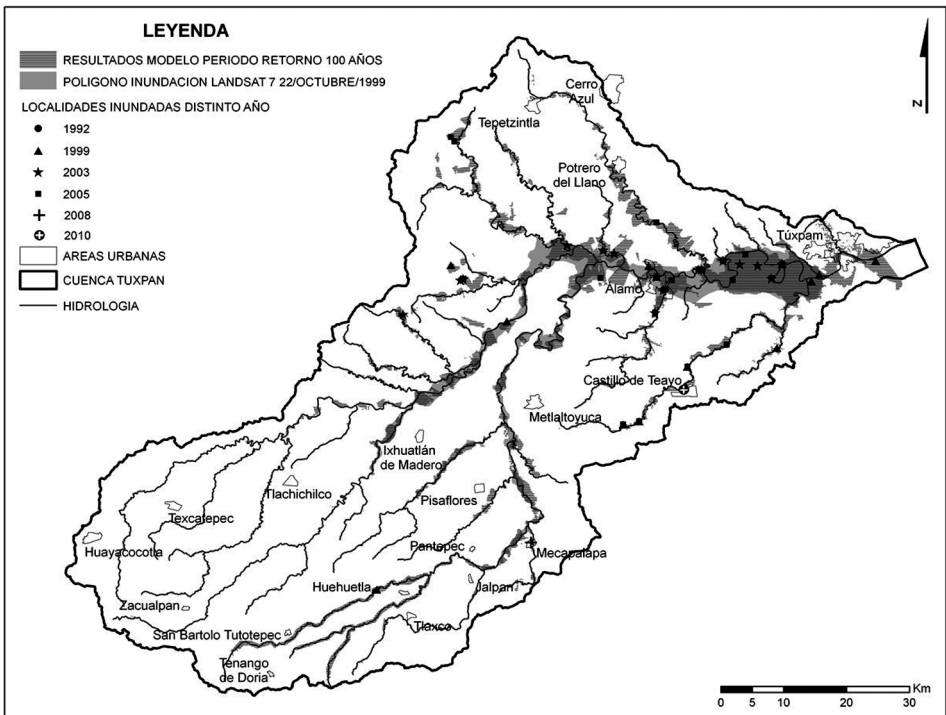 LEYENDA
RESULTADOS MODELO PERIODO RETORNO 100 AÑOS
POLIGONO INUNDACION LANDSAT 7 22/OCTUBRE/1999
LOCALIDADES INUNDADAS DISTINTO AÑO
1992
1999
2003
2005
2008
2010
AREAS URBANAS
CUENCA TUXPAN
HIDROLOGIA
N
Cerro
Azul
Tepetzintla
Potrero
del Llano
Túxpam
Alamo
Castillo de Teayo
Metlaltoyuca
Ixhuatlán
de Madero
Tlachichilco
Pisaflores
Texcatepec
Huayacocotla
Pantepec
Mecapalapa
Huehuetla
Jalpan
Zacualpan
Tlaxco
San Bartolo Tutotepec
Tenango
de Doria
Km
0 5 10 20 30